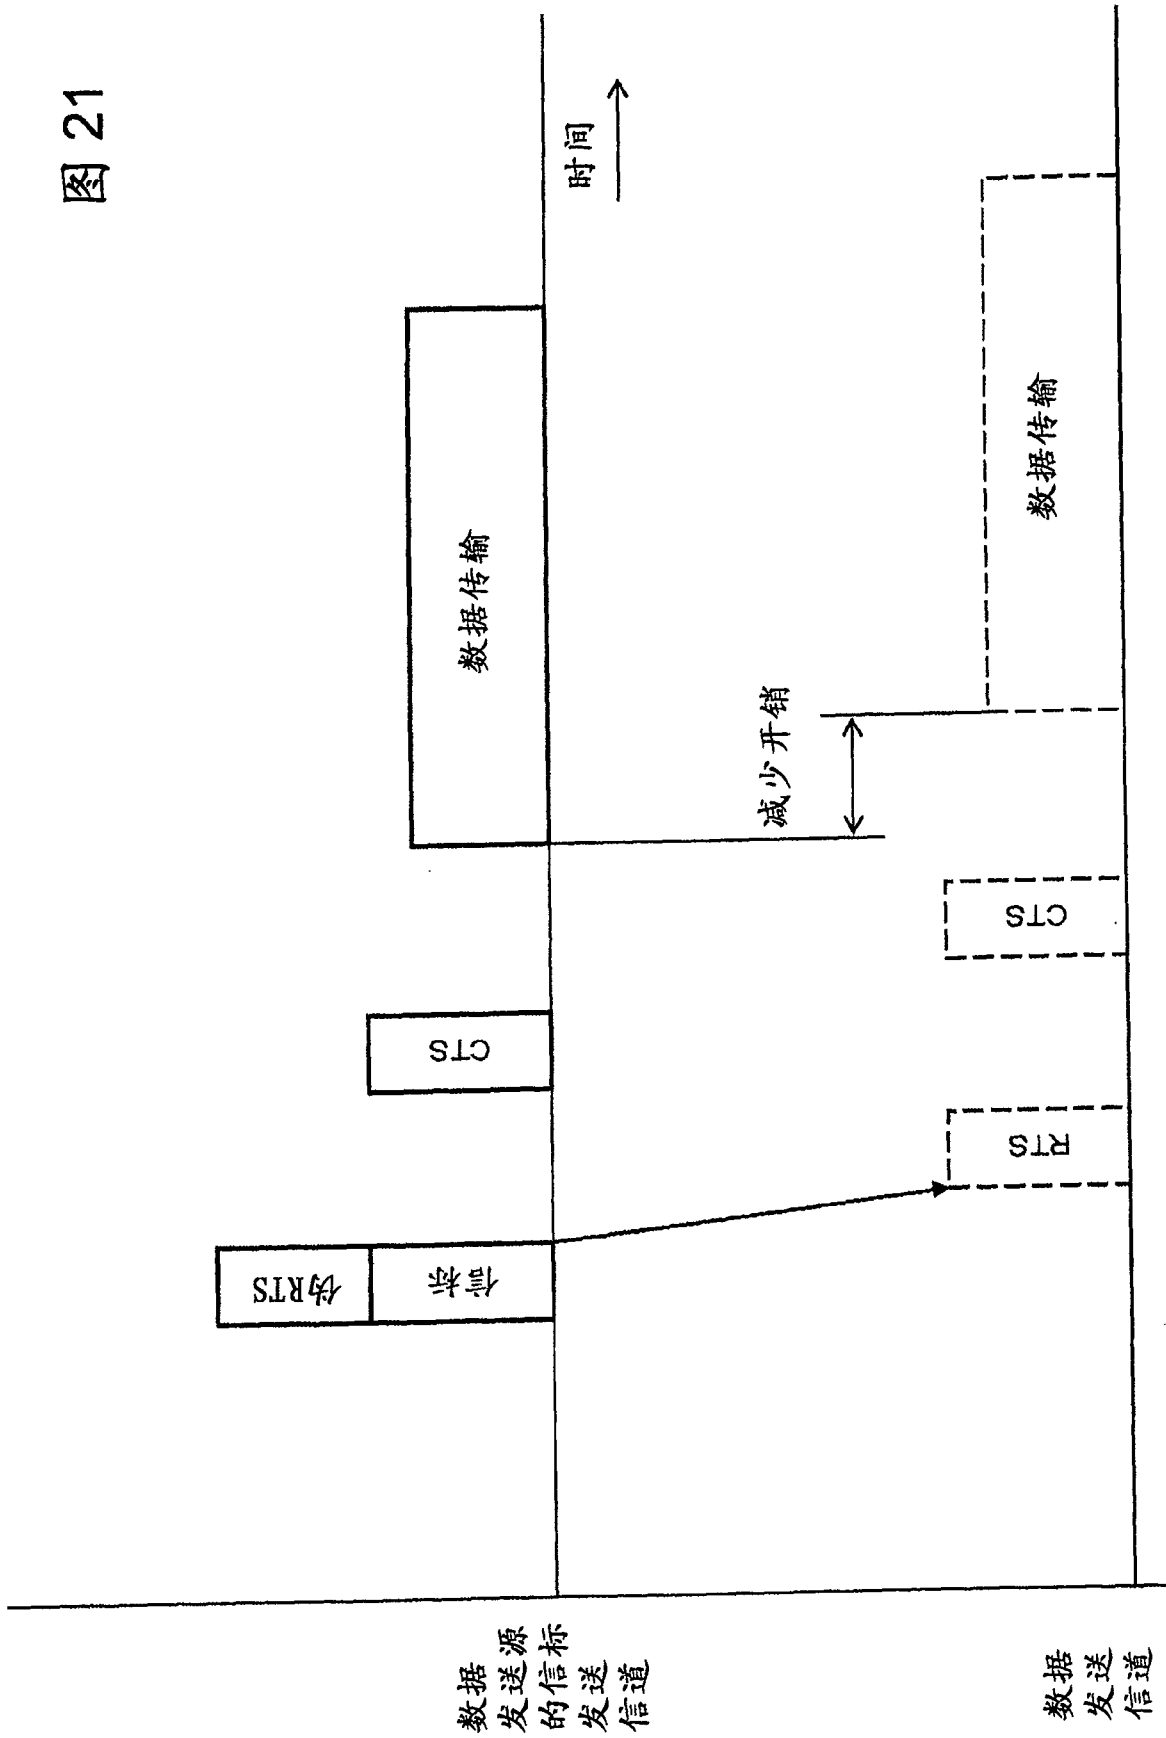 图 21
伪RTS
信标
CTS
数据传输
数据
发送源
的信标
发送
信道
时间
减少开销
RTS
CTS
数据传输
数据
发送
信道